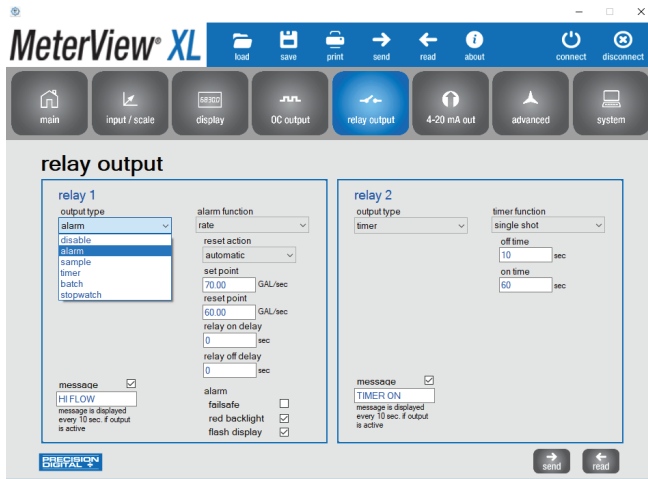 MeterView® XL
load save print send read about connect disconnect
main input / scale display OC output relay output 4-20 mA out advanced system
relay output
relay 1
output type alarm function
alarm rate
disable
alarm
sample
timer
batch
stopwatch
reset action
automatic
set point
70.00 GAL/sec
reset point
60.00 GAL/sec
relay on delay
0 sec
relay off delay
0 sec
message
HI FLOW
message is displayed
every 10 sec. if output
is active
alarm
failsafe
red backlight
flash display
relay 2
output type timer function
timer single shot
off time
10 sec
on time
60 sec
message
TIMER ON
message is displayed
every 10 sec. if output
is active
PRECISION
DIGITAL
send read